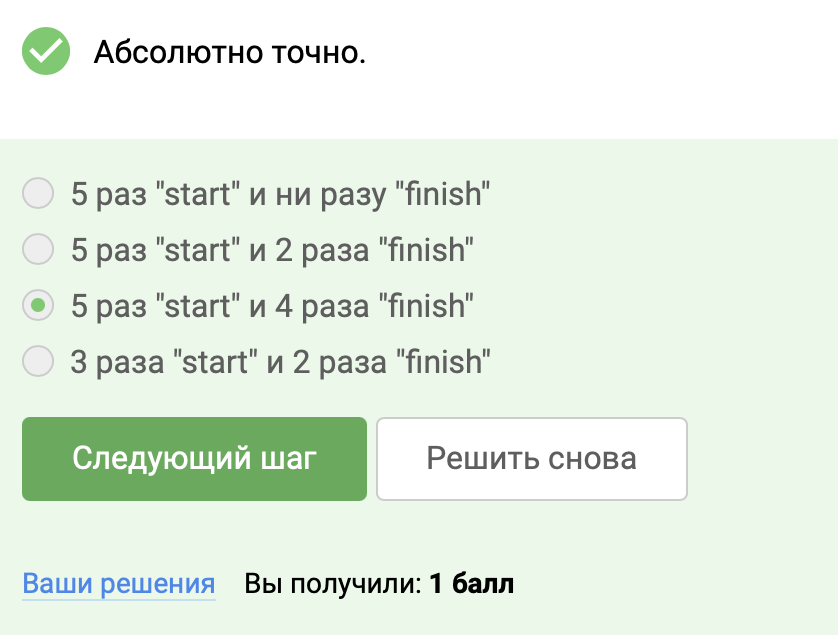 Абсолютно точно.
5 раз "start" и ни разу "finish"
5 раз "start" и 2 раза "finish"
5 раз "start" и 4 раза "finish"
3 раза "start" и 2 раза "finish"
Следующий шаг
Решить снова
Ваши решения Вы получили: 1 балл